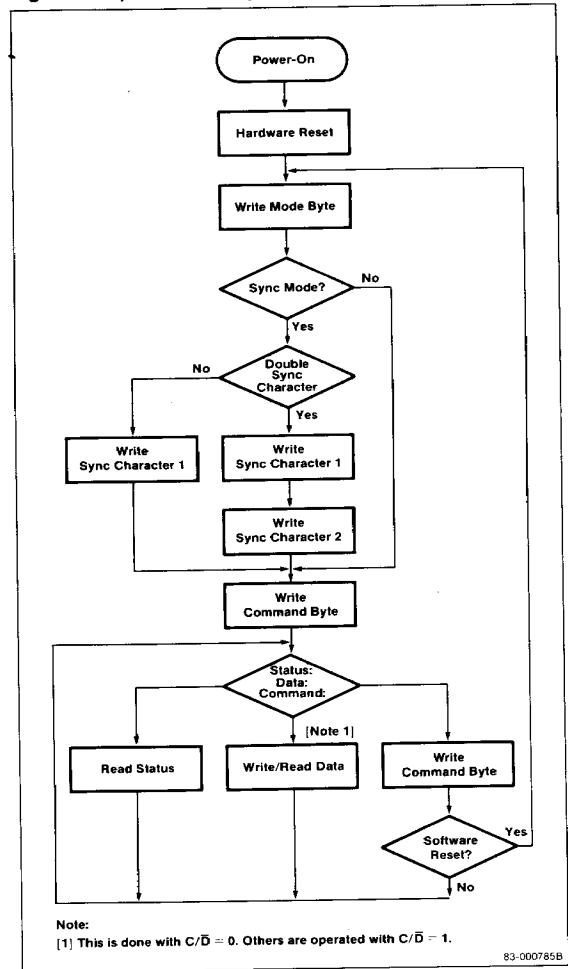 Power-On
Hardware Reset
Write Mode Byte
Sync Mode?
No
Yes
Double
Sync
Character
No
Yes
Write
Sync Character 1
Write
Sync Character 1
Write
Sync Character 2
Write
Command Byte
Status:
Data:
Command:
[Note 1]
Read Status
Write/Read Data
Write
Command Byte
Software
Reset?
Yes
No
Note:
[1] This is done with C/D̅ = 0. Others are operated with C/D̅ = 1.
83-000785B